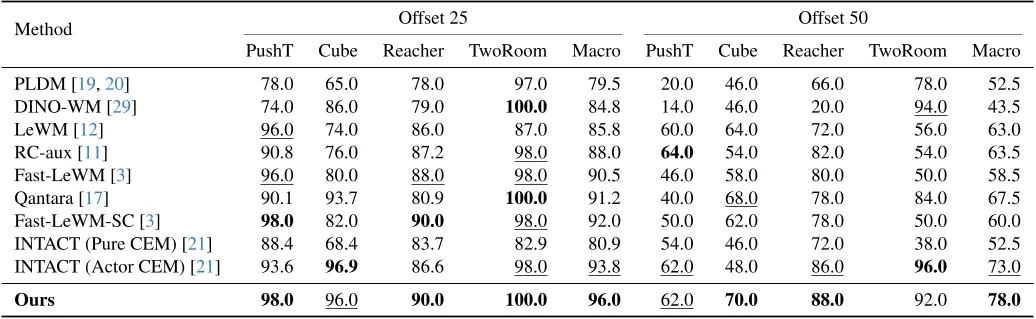 Method Offset 25 Offset 50
PushT Cube Reacher TwoRoom Macro PushT Cube Reacher TwoRoom Macro
PLDM [19, 20] 78.0 65.0 78.0 97.0 79.5 20.0 46.0 66.0 78.0 52.5
DINO-WM [29] 74.0 86.0 79.0 100.0 84.8 14.0 46.0 20.0 94.0 43.5
LeWM [12] 96.0 74.0 86.0 87.0 85.8 60.0 64.0 72.0 56.0 63.0
RC-aux [11] 90.8 76.0 87.2 98.0 88.0 64.0 54.0 82.0 54.0 63.5
Fast-LeWM [3] 96.0 80.0 88.0 98.0 90.5 46.0 58.0 80.0 50.0 58.5
Qantara [17] 90.1 93.7 80.9 100.0 91.2 40.0 68.0 78.0 84.0 67.5
Fast-LeWM-SC [3] 98.0 82.0 90.0 98.0 92.0 50.0 62.0 78.0 50.0 60.0
INTACT (Pure CEM) [21] 88.4 68.4 83.7 82.9 80.9 54.0 46.0 72.0 38.0 52.5
INTACT (Actor CEM) [21] 93.6 96.9 86.6 98.0 93.8 62.0 48.0 86.0 96.0 73.0
Ours 98.0 96.0 90.0 100.0 96.0 62.0 70.0 88.0 92.0 78.0